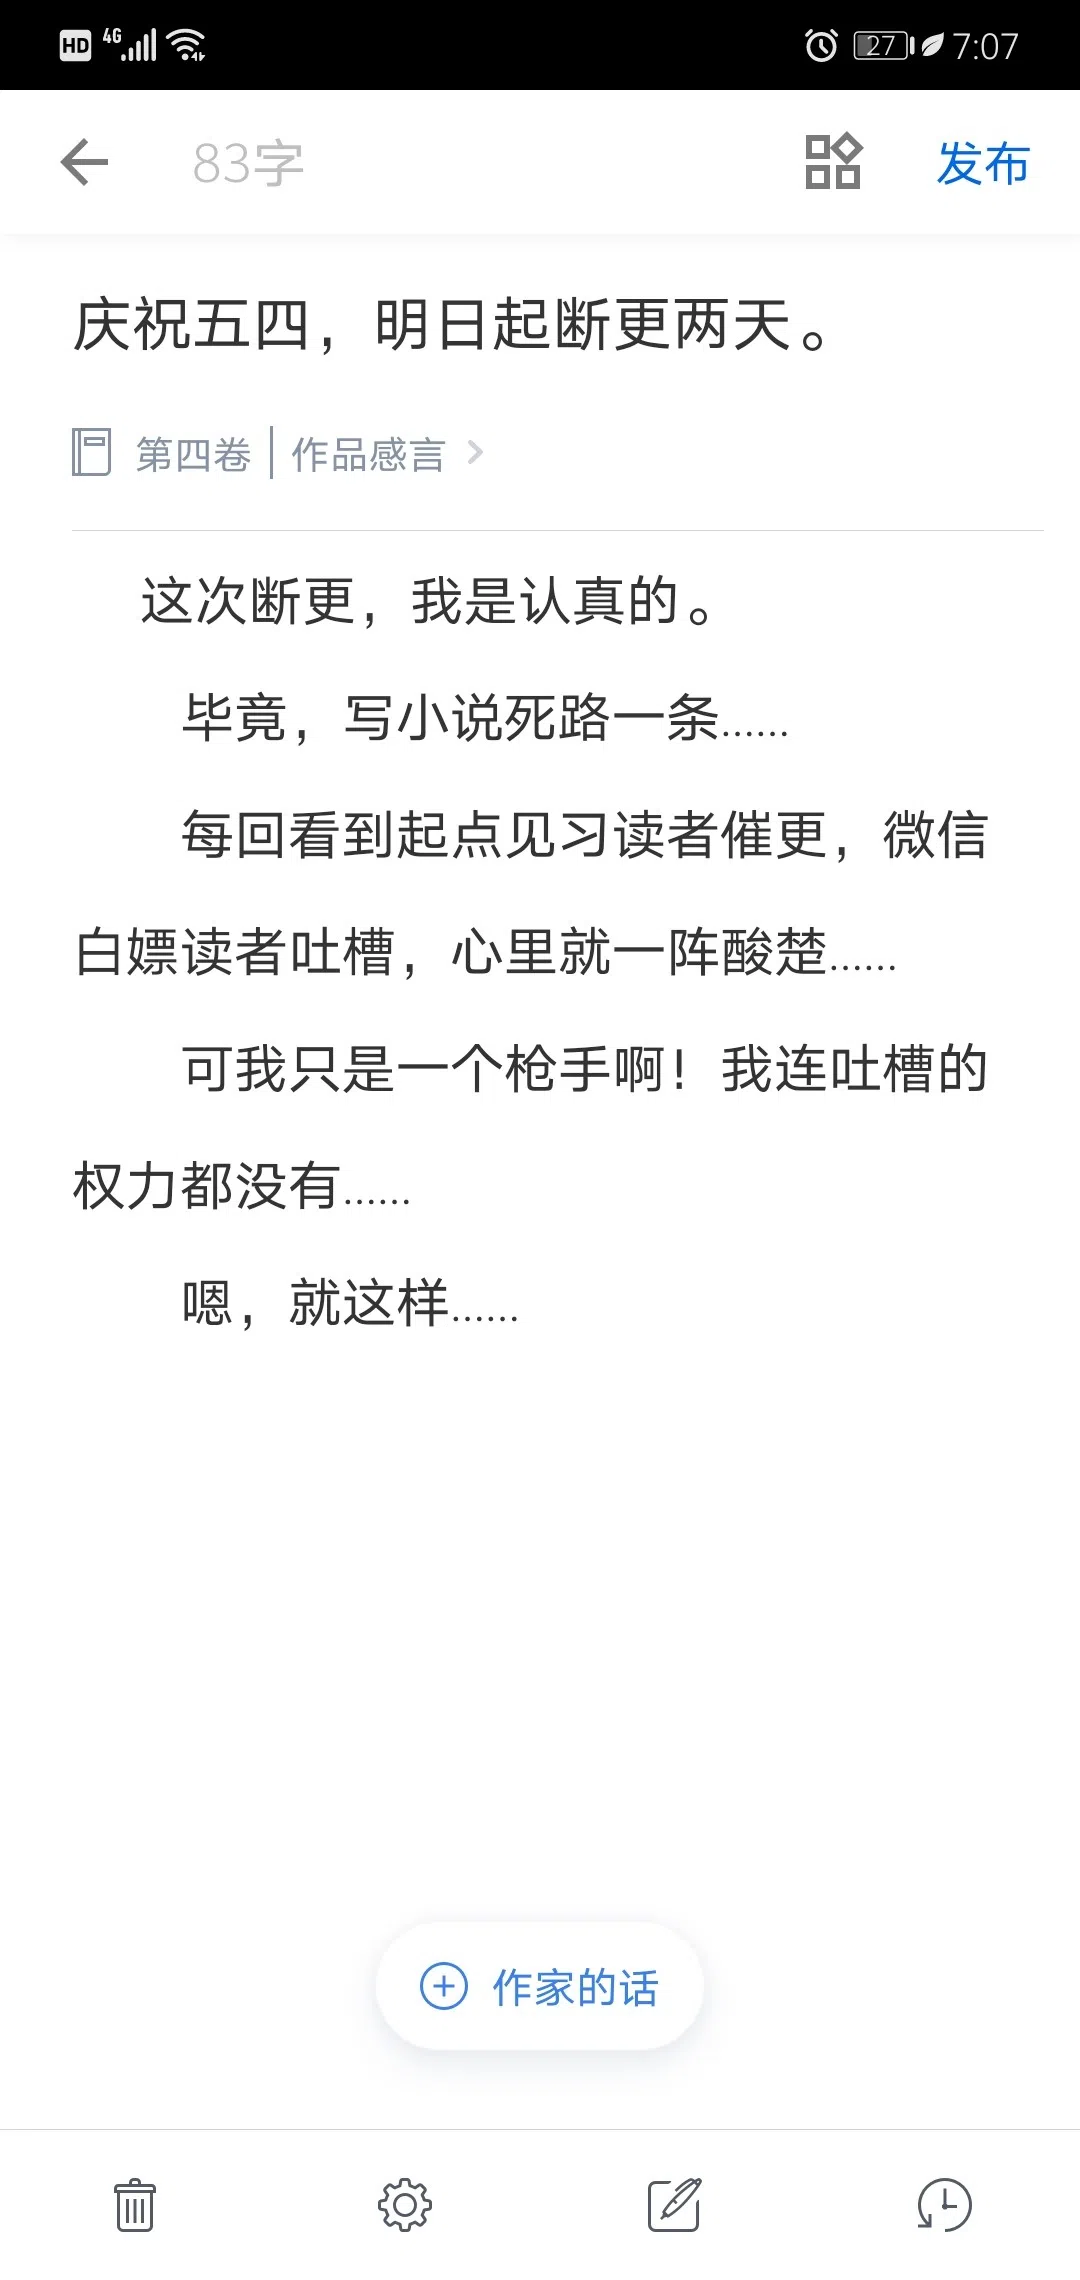 HD 4G 27 7:07
83字 发布
庆祝五四，明日起断更两天。
第四卷 | 作品感言
这次断更，我是认真的。
毕竟，写小说死路一条……
每回看到起点见习读者催更，微信
白嫖读者吐槽，心里就一阵酸楚……
可我只是一个枪手啊！我连吐槽的
权力都没有……
嗯，就这样……
作家的话